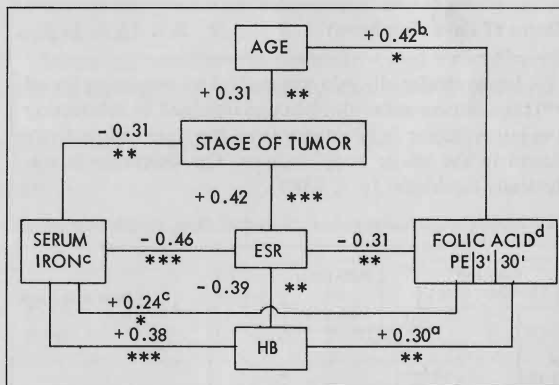 AGE
+ 0.42b
*
+ 0.31 **
- 0.31
**
STAGE OF TUMOR
+ 0.42 ***
SERUM
IRONc
- 0.46
***
ESR
- 0.31
**
FOLIC ACIDd
PE|3'|30'
- 0.39 **
+ 0.24c
*
+ 0.38
***
HB
+ 0.30a
**